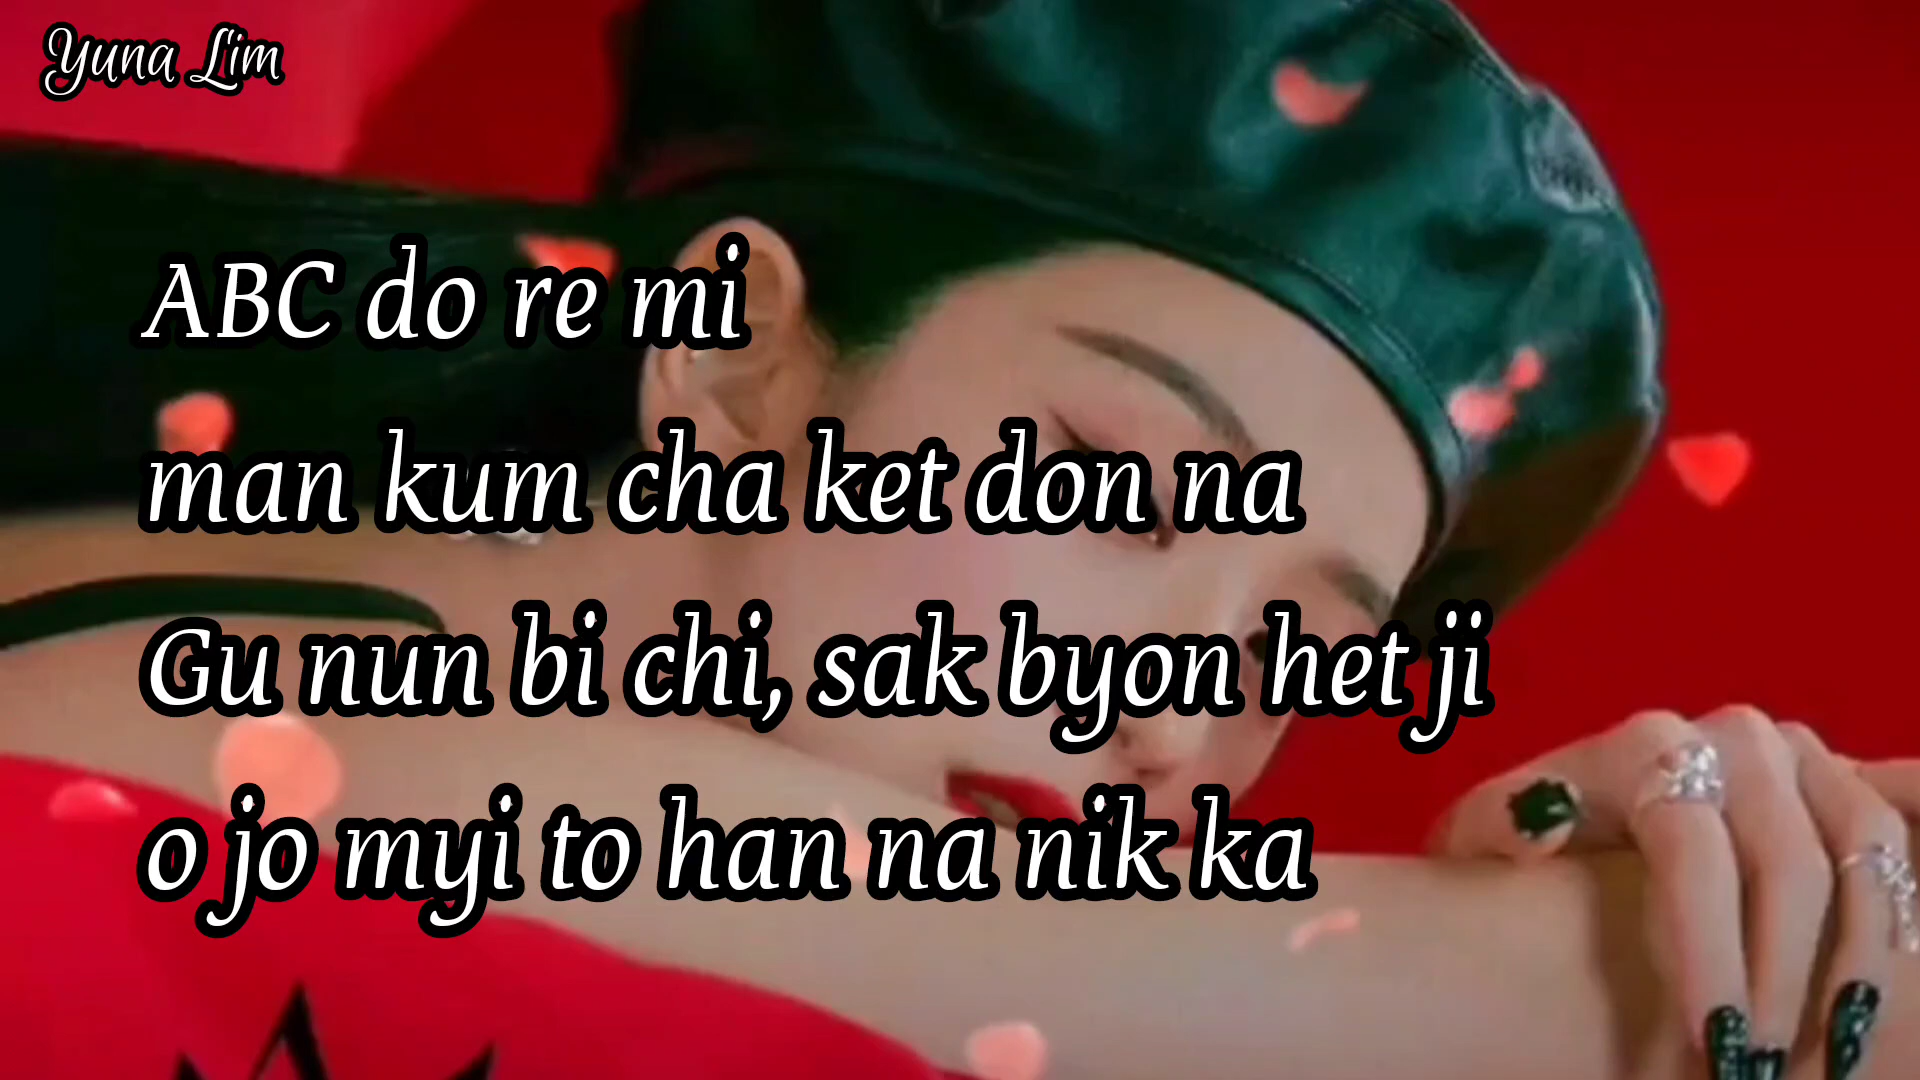 Yuna Lim
ABC do re mi
man kum cha ket don na
Gu nun bi chi, sak byon het ji
o jo myi to han na nik ka